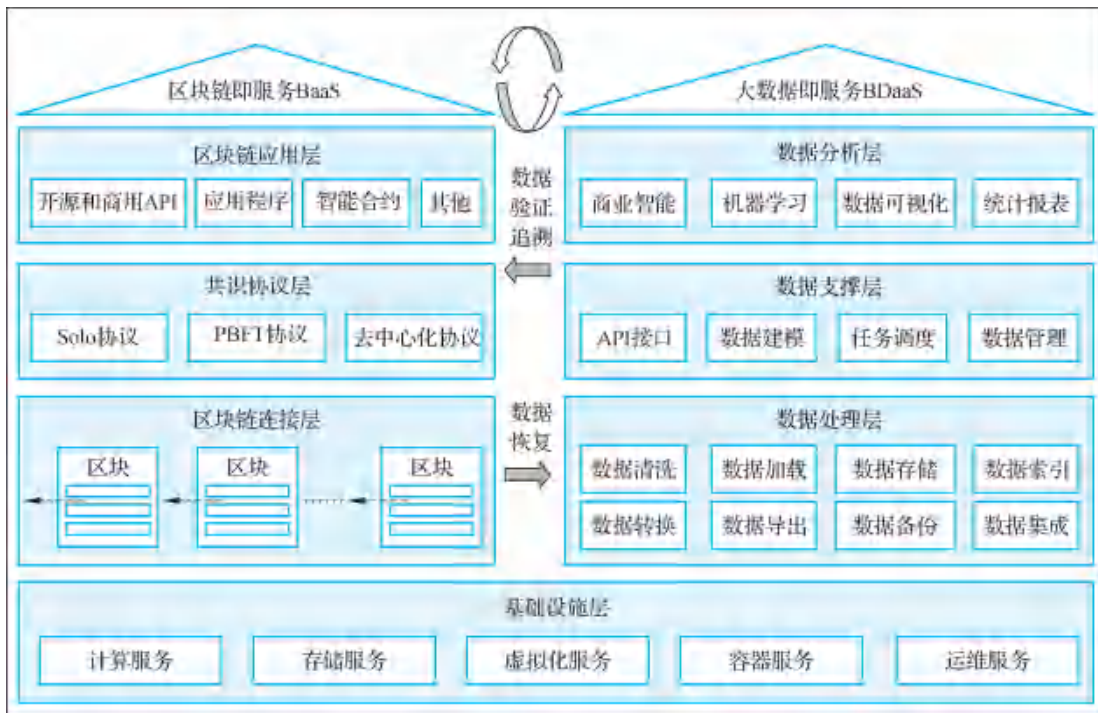 区块链即服务BaaS
区块链应用层
开源和商用API
应用程序
智能合约
其他
共识协议层
Solo协议
PBFT协议
去中心化协议
区块链连接层
区块
区块
......
区块
数据
验证
追溯
数据
恢复
大数据即服务BDaaS
数据分析层
商业智能
机器学习
数据可视化
统计报表
数据支撑层
API接口
数据建模
任务调度
数据管理
数据处理层
数据清洗
数据加载
数据存储
数据索引
数据转换
数据导出
数据备份
数据集成
基础设施层
计算服务
存储服务
虚拟化服务
容器服务
运维服务